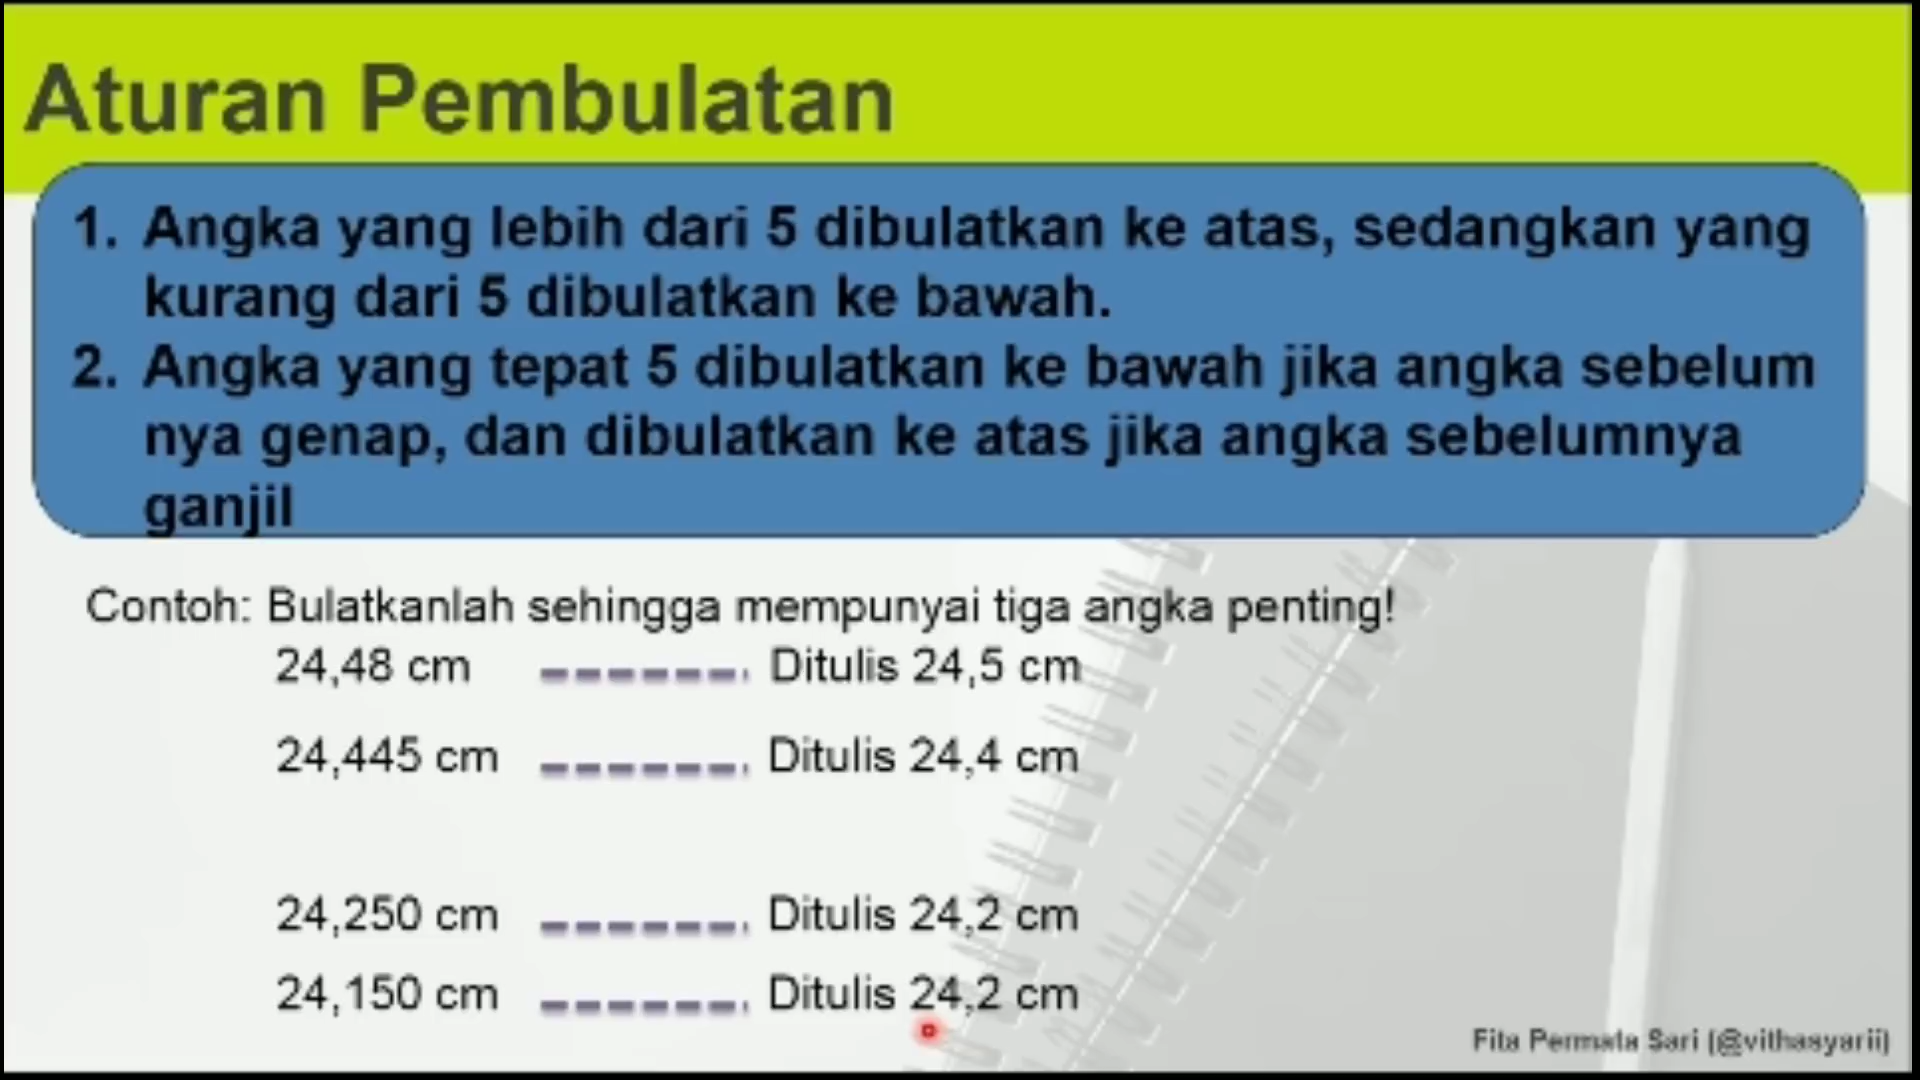 Aturan Pembulatan
1. Angka yang lebih dari 5 dibulatkan ke atas, sedangkan yang
kurang dari 5 dibulatkan ke bawah.
2. Angka yang tepat 5 dibulatkan ke bawah jika angka sebelum
nya genap, dan dibulatkan ke atas jika angka sebelumnya
ganjil
Contoh: Bulatkanlah sehingga mempunyai tiga angka penting!
24,48 cm Ditulis 24,5 cm
24,445 cm Ditulis 24,4 cm
24,250 cm Ditulis 24,2 cm
24,150 cm Ditulis 24,2 cm
Fita Permata Sari (@vithasyarii)